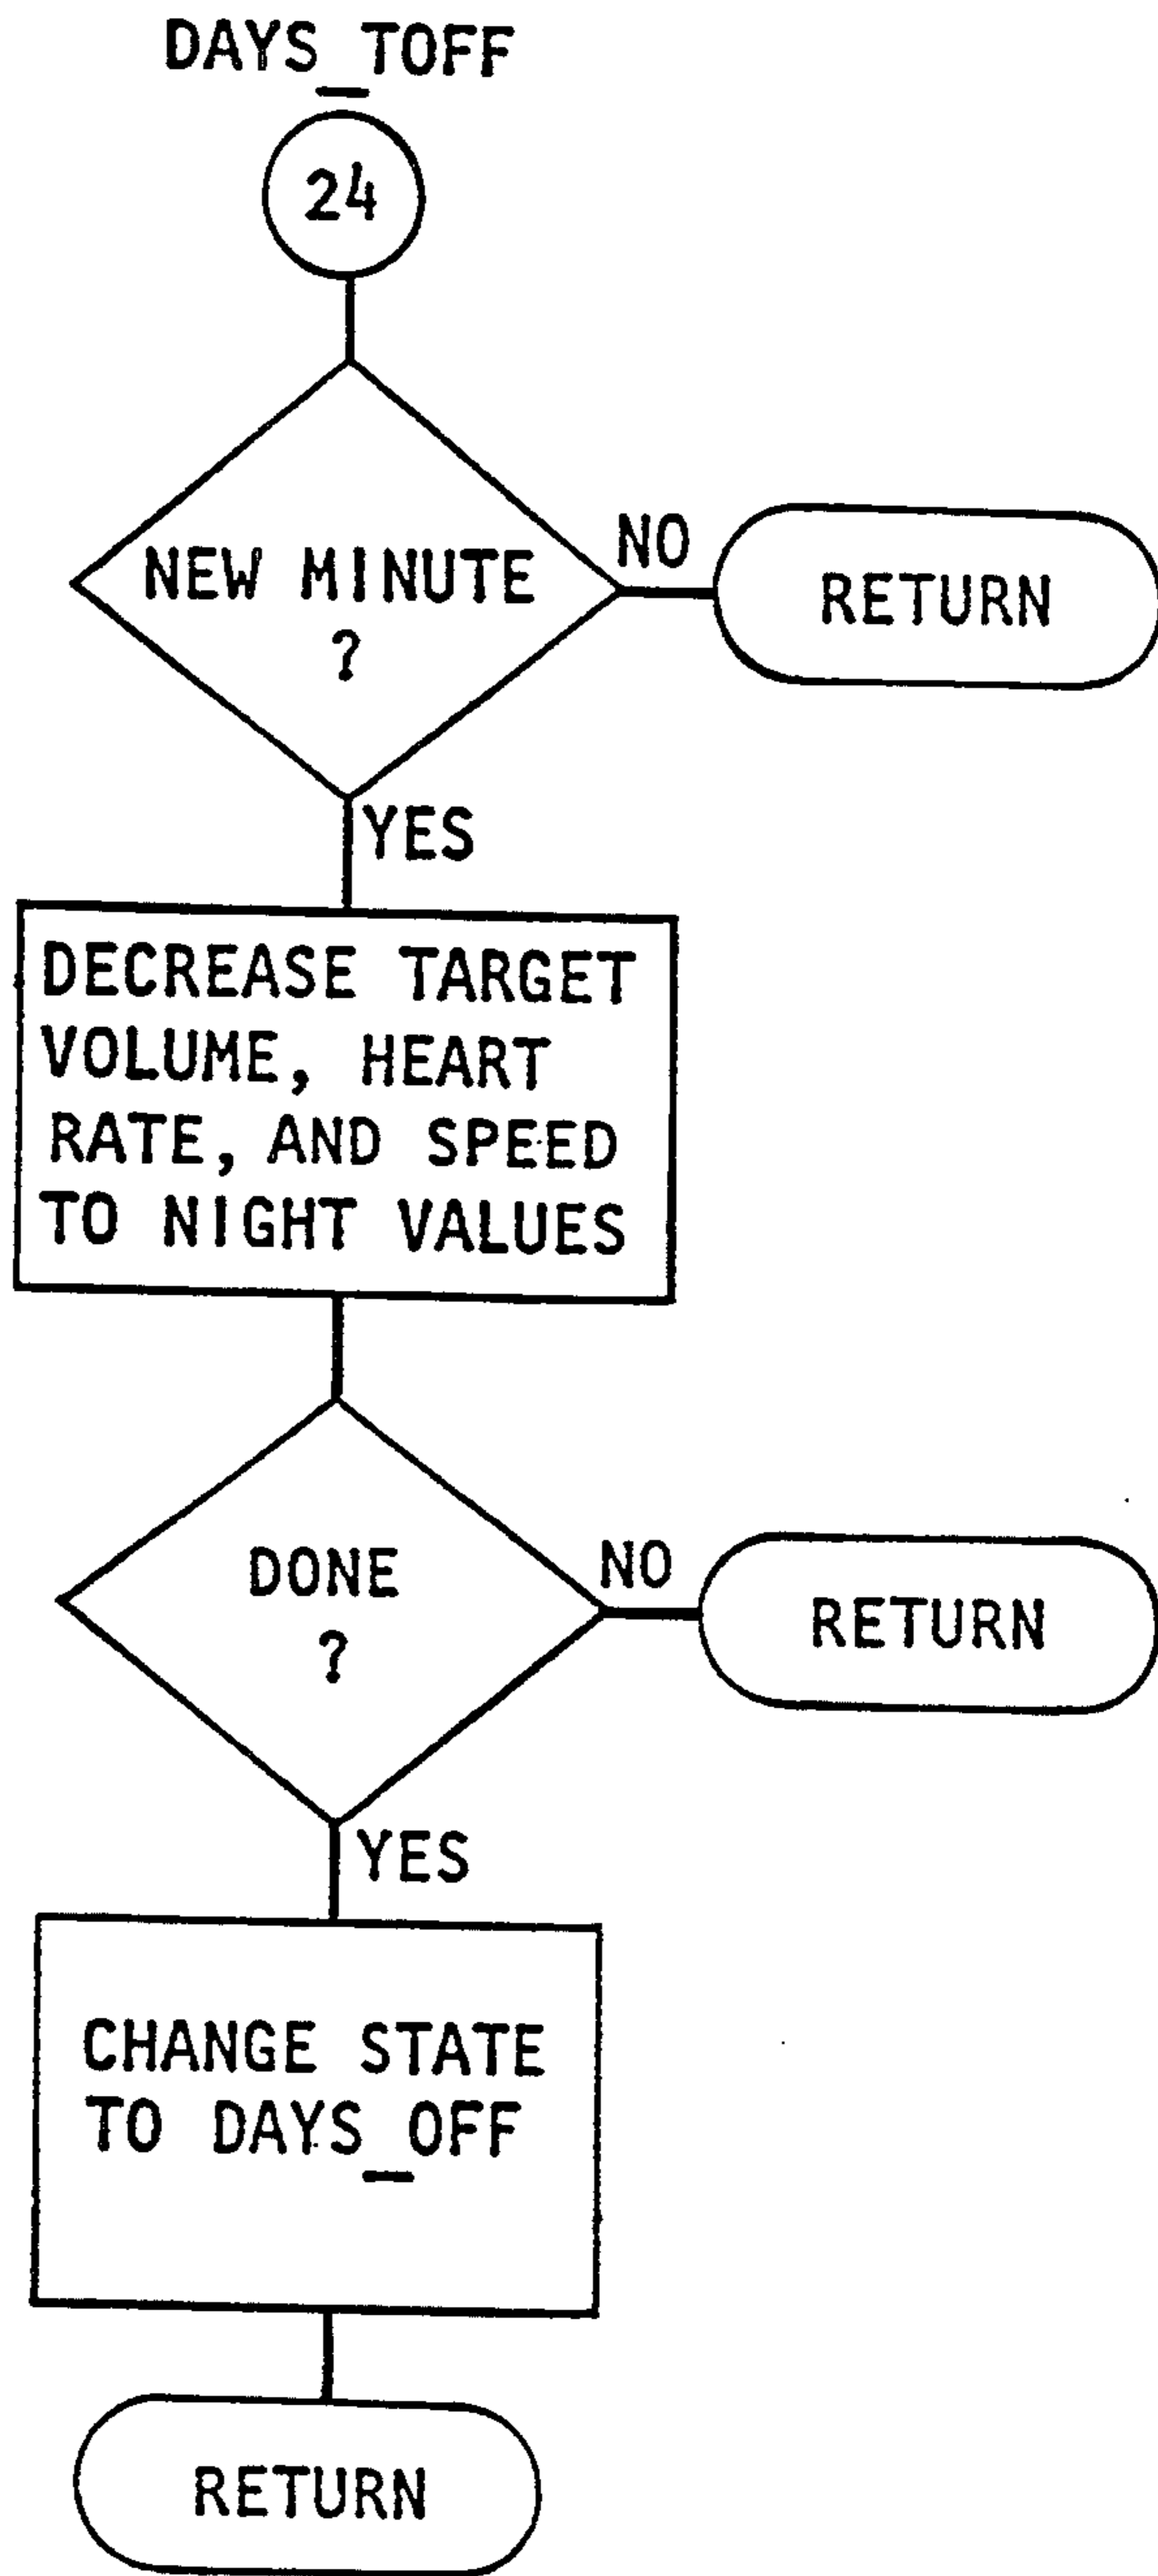 DAYS_TOFF
24
NEW MINUTE
?
NO
RETURN
YES
DECREASE TARGET
VOLUME, HEART
RATE, AND SPEED
TO NIGHT VALUES
DONE
?
NO
RETURN
YES
CHANGE STATE
TO DAYS_OFF
RETURN